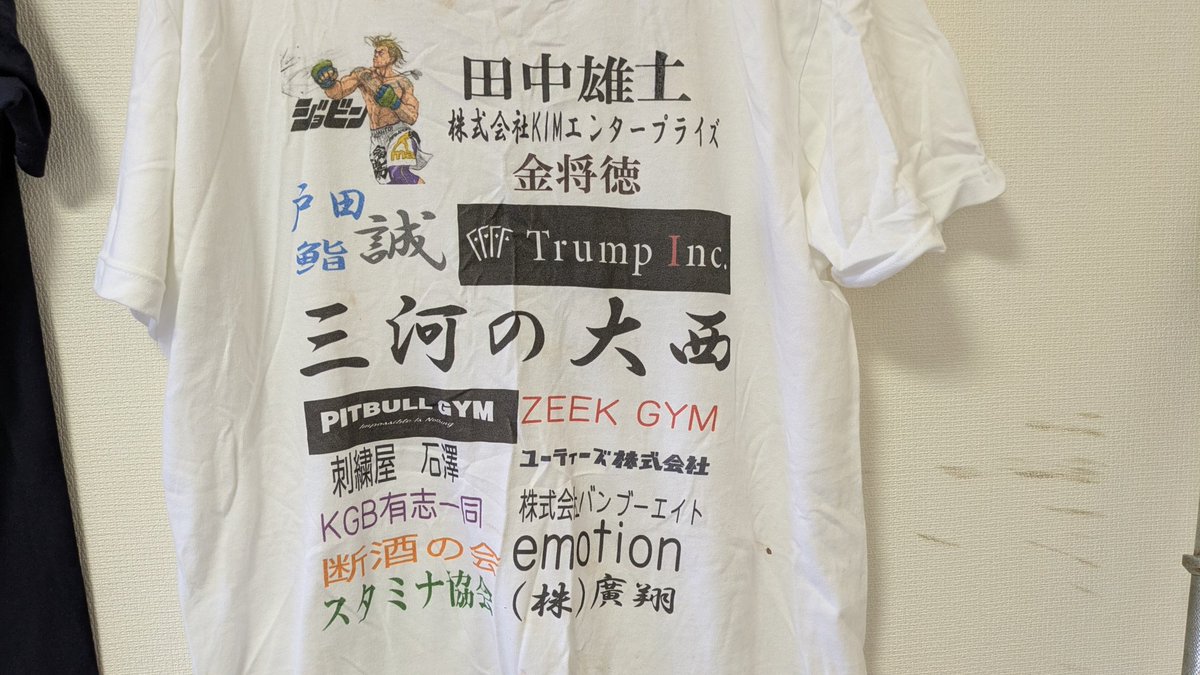 ジョビン
田中雄士
株式会社KIMエンタープライズ
金将徳
戸田
鮨 誠
Trump Inc.
三河の大西
PITBULL GYM
Impossible is Nothing
ZEEK GYM
刺繍屋 石澤
ユーティーズ株式会社
KGB有志一同
株式会社バンブーエイト
断酒の会
emotion
スタミナ協会
(株)廣翔